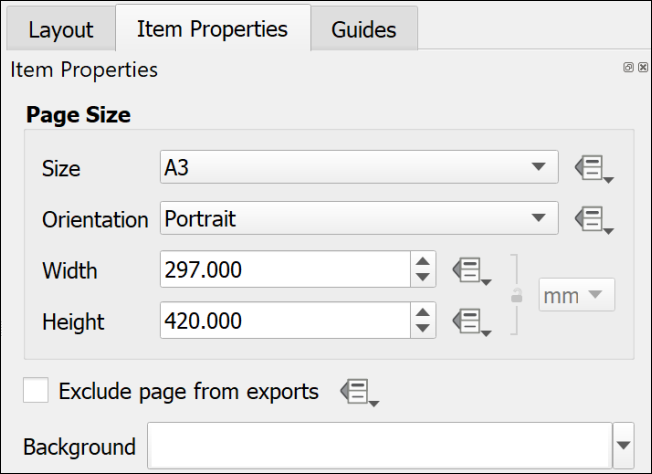 Layout Item Properties Guides
Item Properties
Page Size
Size A3
Orientation Portrait
Width 297.000
mm
Height 420.000
Exclude page from exports
Background